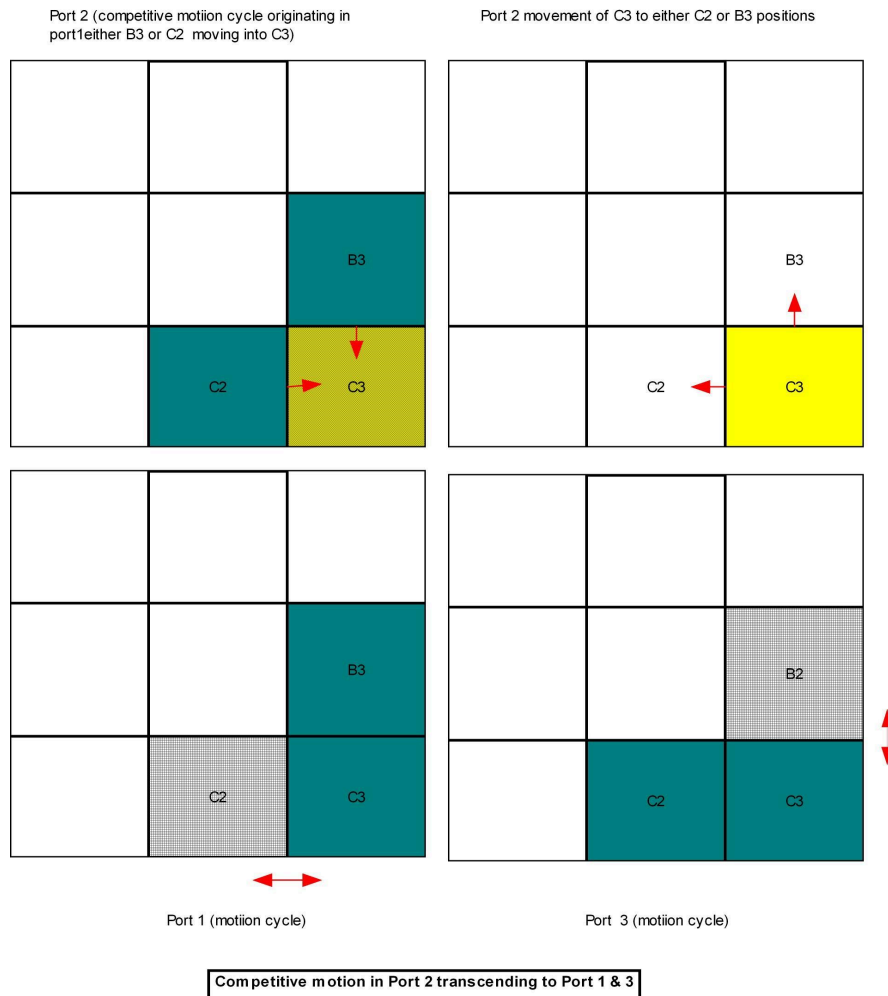 Port 2 (competitive motiion cycle originating in
port1either B3 or C2 moving into C3)
Port 2 movement of C3 to either C2 or B3 positions
B3
C2
C3
B3
C2
C3
B3
C2
C3
B2
C2
C3
Port 1 (motiion cycle)
Port 3 (motiion cycle)
Competitive motion in Port 2 transcending to Port 1 & 3